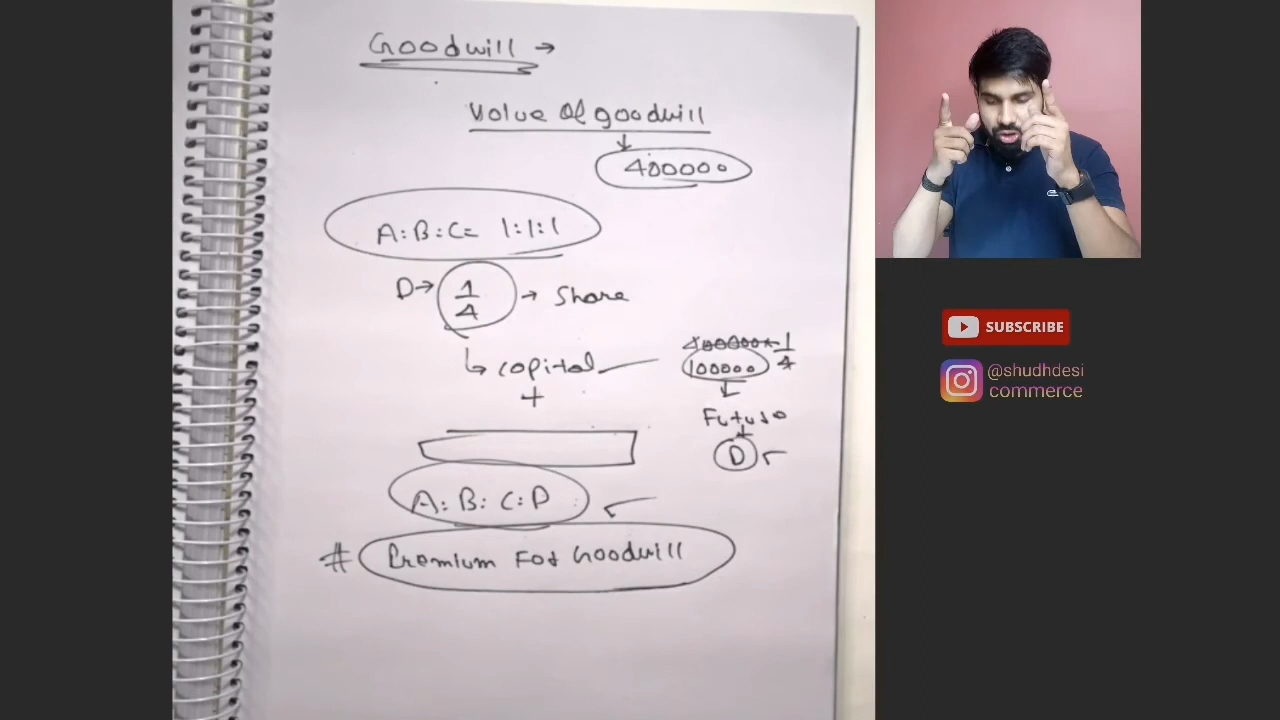 Goodwill →
Value of goodwill
↓
400000
A:B:C= 1:1:1
D→ 1/4 → Share
↳ capital
+
400000× 1/4
100000
↓
Future
↓
D
A: B: C: D
# Premium For Goodwill
SUBSCRIBE
@shudhdesi
commerce